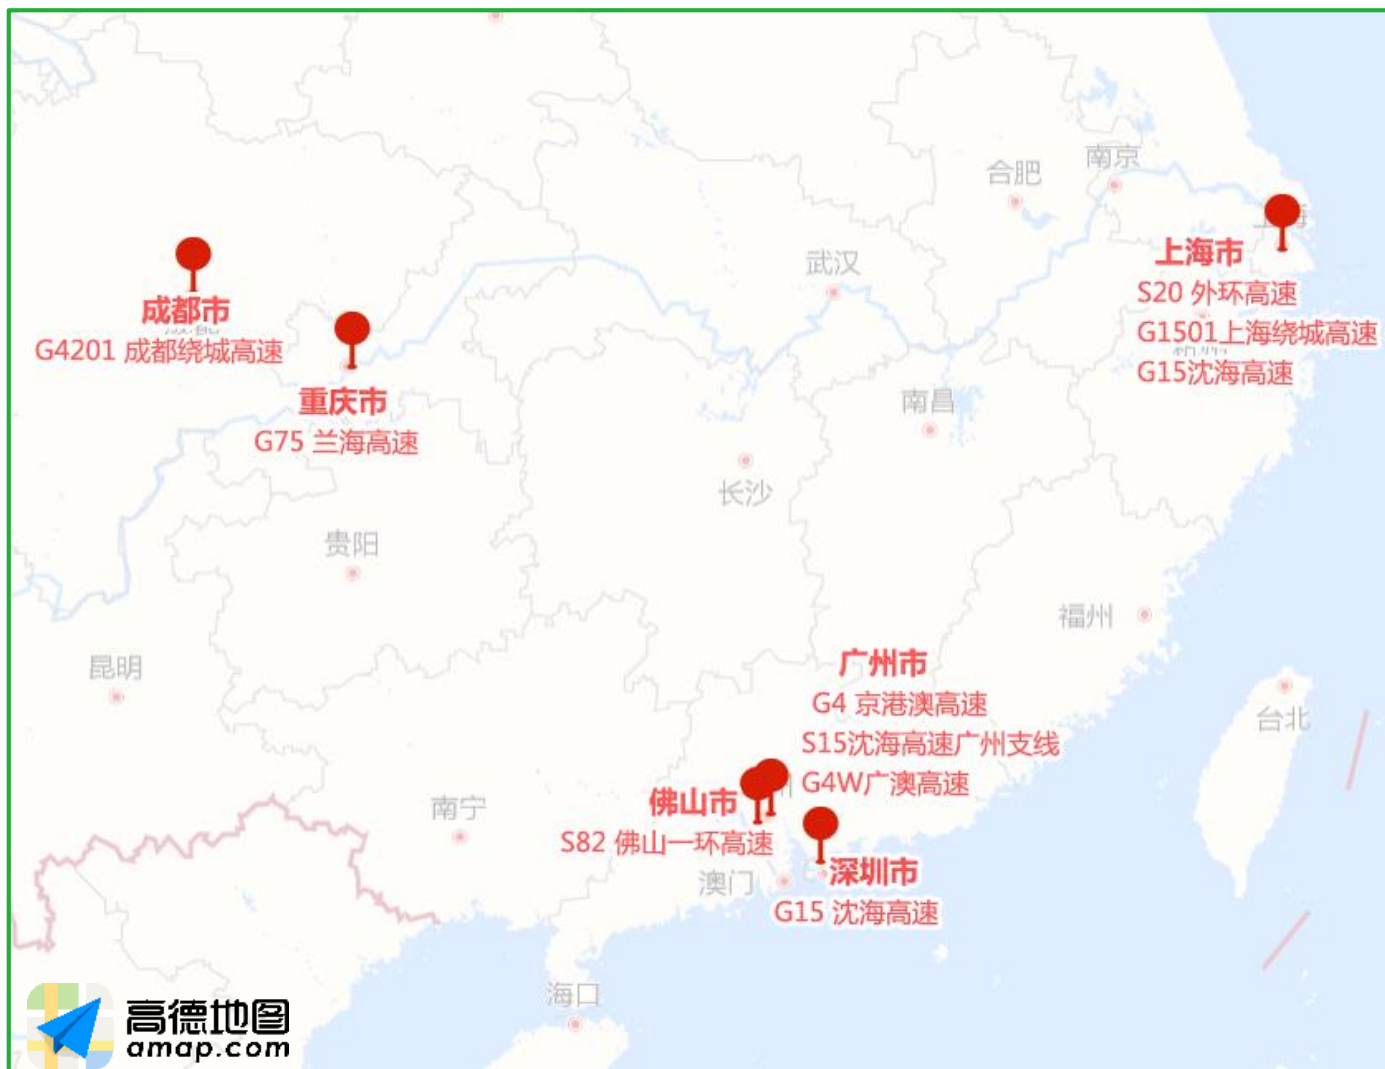 南京
合肥
武汉
上海市
S20 外环高速
G1501上海绕城高速
G15沈海高速
成都市
G4201 成都绕城高速
重庆市
G75 兰海高速
南昌
长沙
贵阳
福州
昆明
广州市
G4 京港澳高速
S15沈海高速广州支线
G4W广澳高速
台北
佛山市
S82 佛山一环高速
南宁
深圳市
G15 沈海高速
澳门
海口
高德地图
amap.com